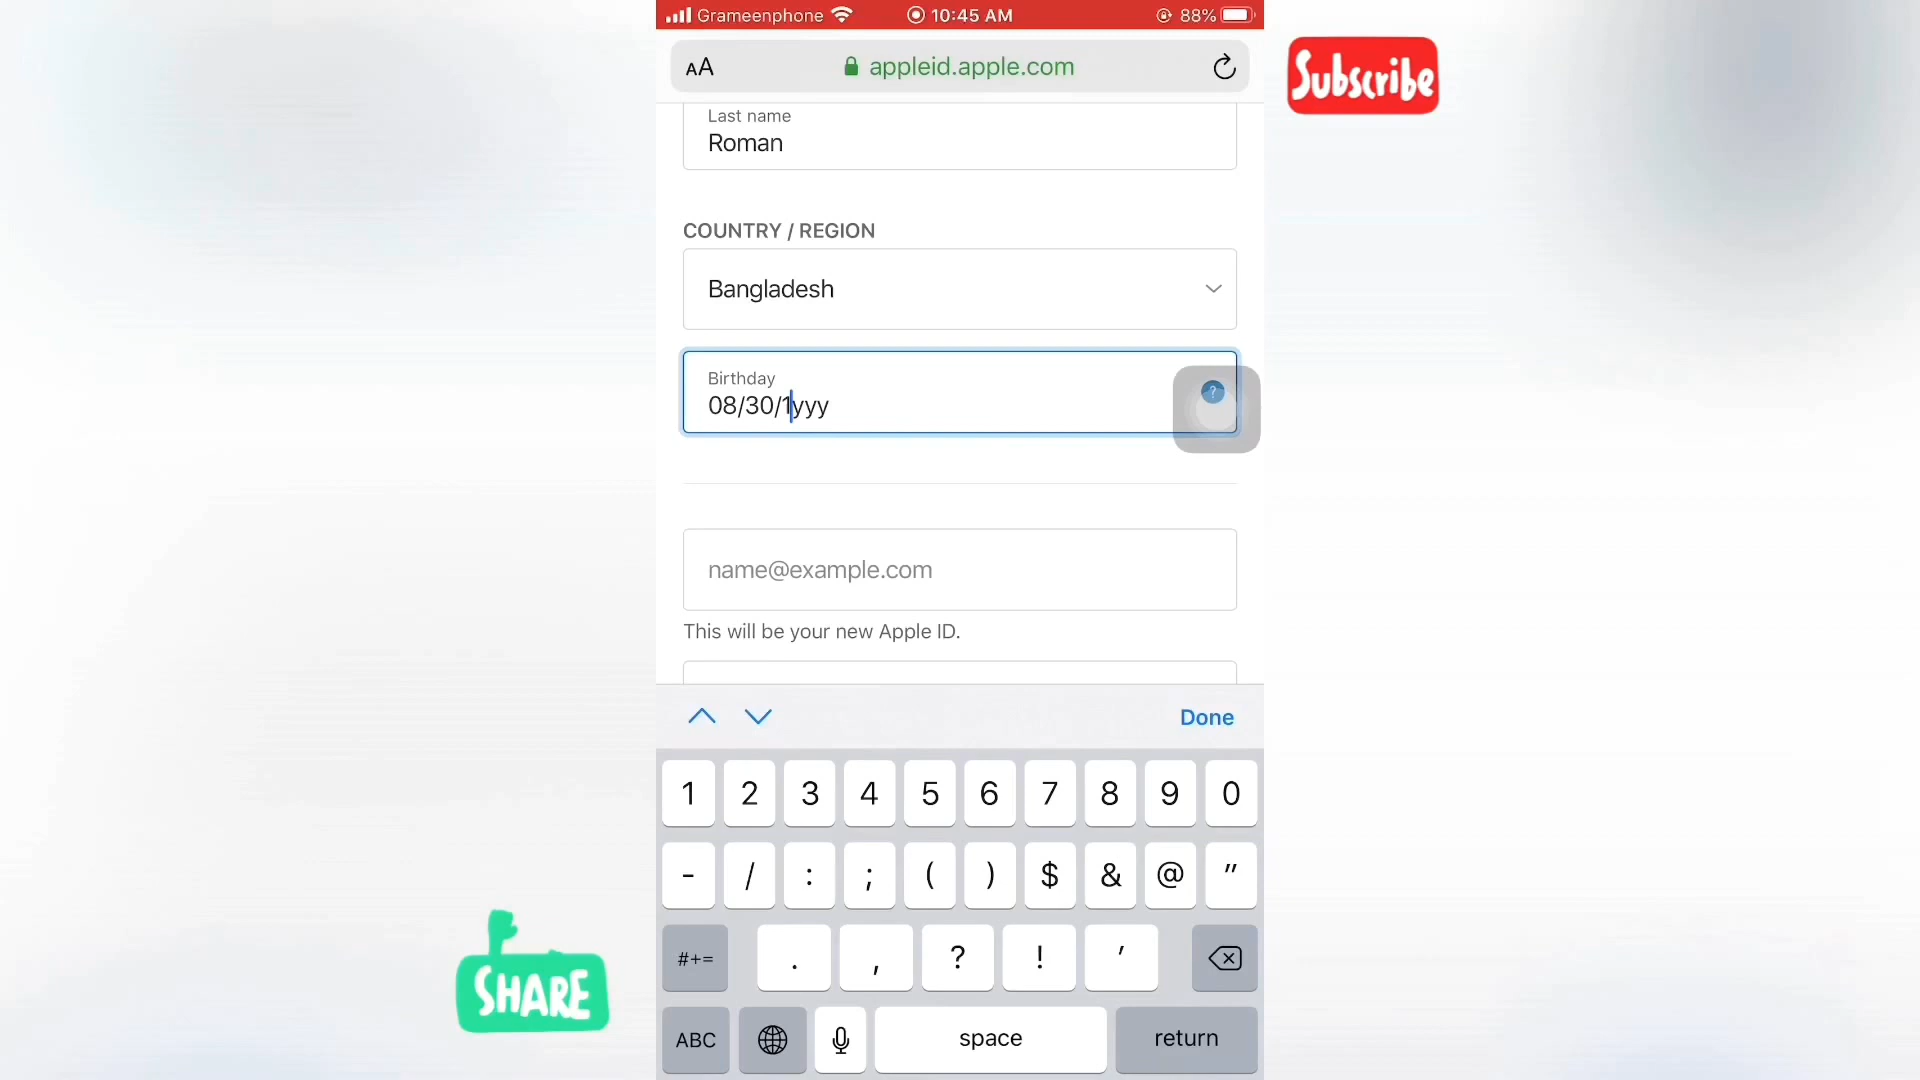 Grameenphone 10:45 AM 88%
AA appleid.apple.com
Subscribe
Last name
Roman
COUNTRY / REGION
Bangladesh
Birthday
08/30/1yyy
?
name@example.com
This will be your new Apple ID.
Done
1 2 3 4 5 6 7 8 9 0
- / : ; ( ) $ & @ "
#+= . , ? ! '
ABC space return
SHARE